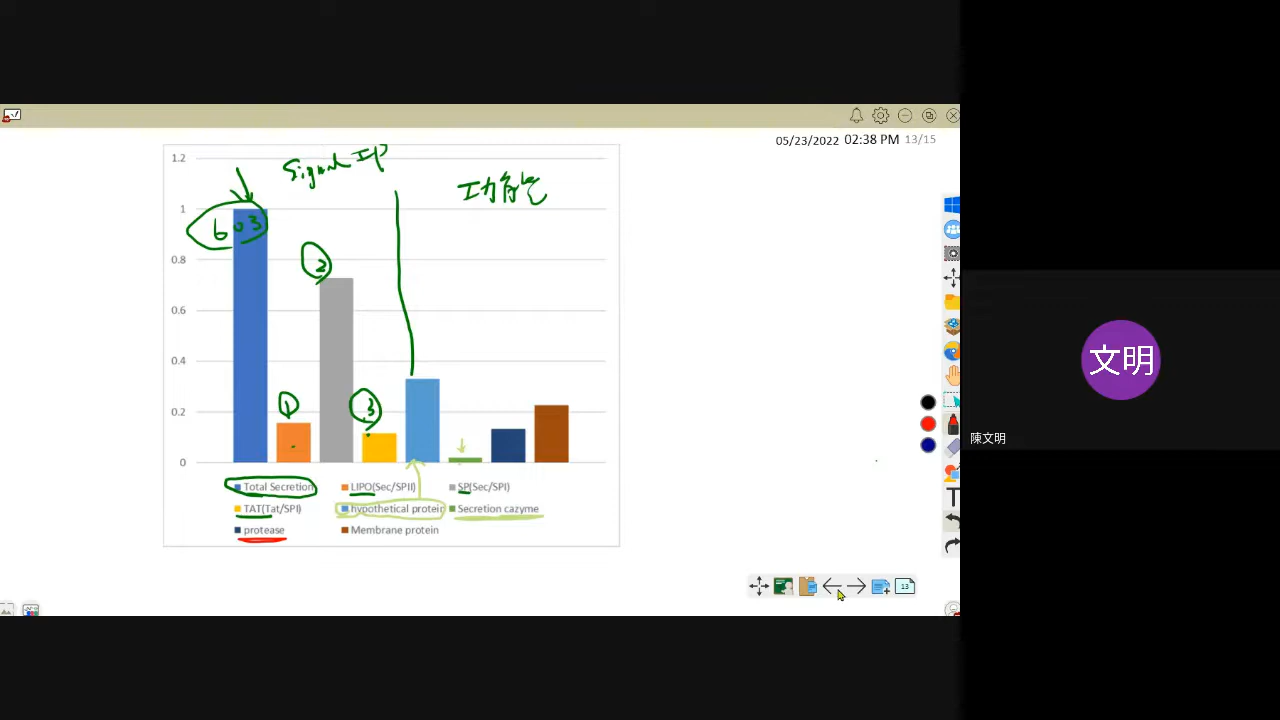 05/23/2022 02:38 PM 13/15
1.2
1
0.8
0.6
0.4
0.2
0
Signal IP
功能
603
2
1
3
Total Secretion LIPO(Sec/SPII) SP(Sec/SPI)
TAT(Tat/SPI) hypothetical protein Secretion cazyme
protease Membrane protein
13
文明
陳文明